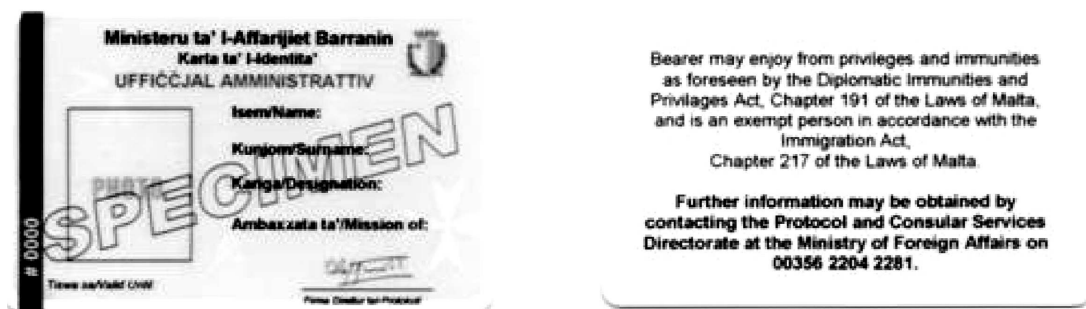 Ministeru ta' l-Affarijiet Barranin
Karta ta' l-Identita'
UFFIĊĊJAL AMMINISTRATTIV
Isem/Name:
Kunjom/Surname:
Kariga/Designation:
Ambaxxata ta'/Mission of:
PHOTO
SPECIMEN
# 0000
Tiswa sa/Valid Until:
Firma Direttur tal-Protokoll
Bearer may enjoy from privileges and immunities
as foreseen by the Diplomatic Immunities and
Privilages Act, Chapter 191 of the Laws of Malta,
and is an exempt person in accordance with the
Immigration Act,
Chapter 217 of the Laws of Malta.
Further information may be obtained by
contacting the Protocol and Consular Services
Directorate at the Ministry of Foreign Affairs on
00356 2204 2281.